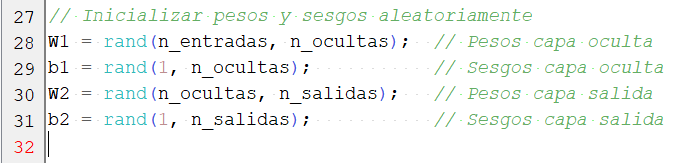 27 // Inicializar pesos y sesgos aleatoriamente
28 W1 = rand(n_entradas, n_ocultas); // Pesos capa oculta
29 b1 = rand(1, n_ocultas); // Sesgos capa oculta
30 W2 = rand(n_ocultas, n_salidas); // Pesos capa salida
31 b2 = rand(1, n_salidas); // Sesgos capa salida
32